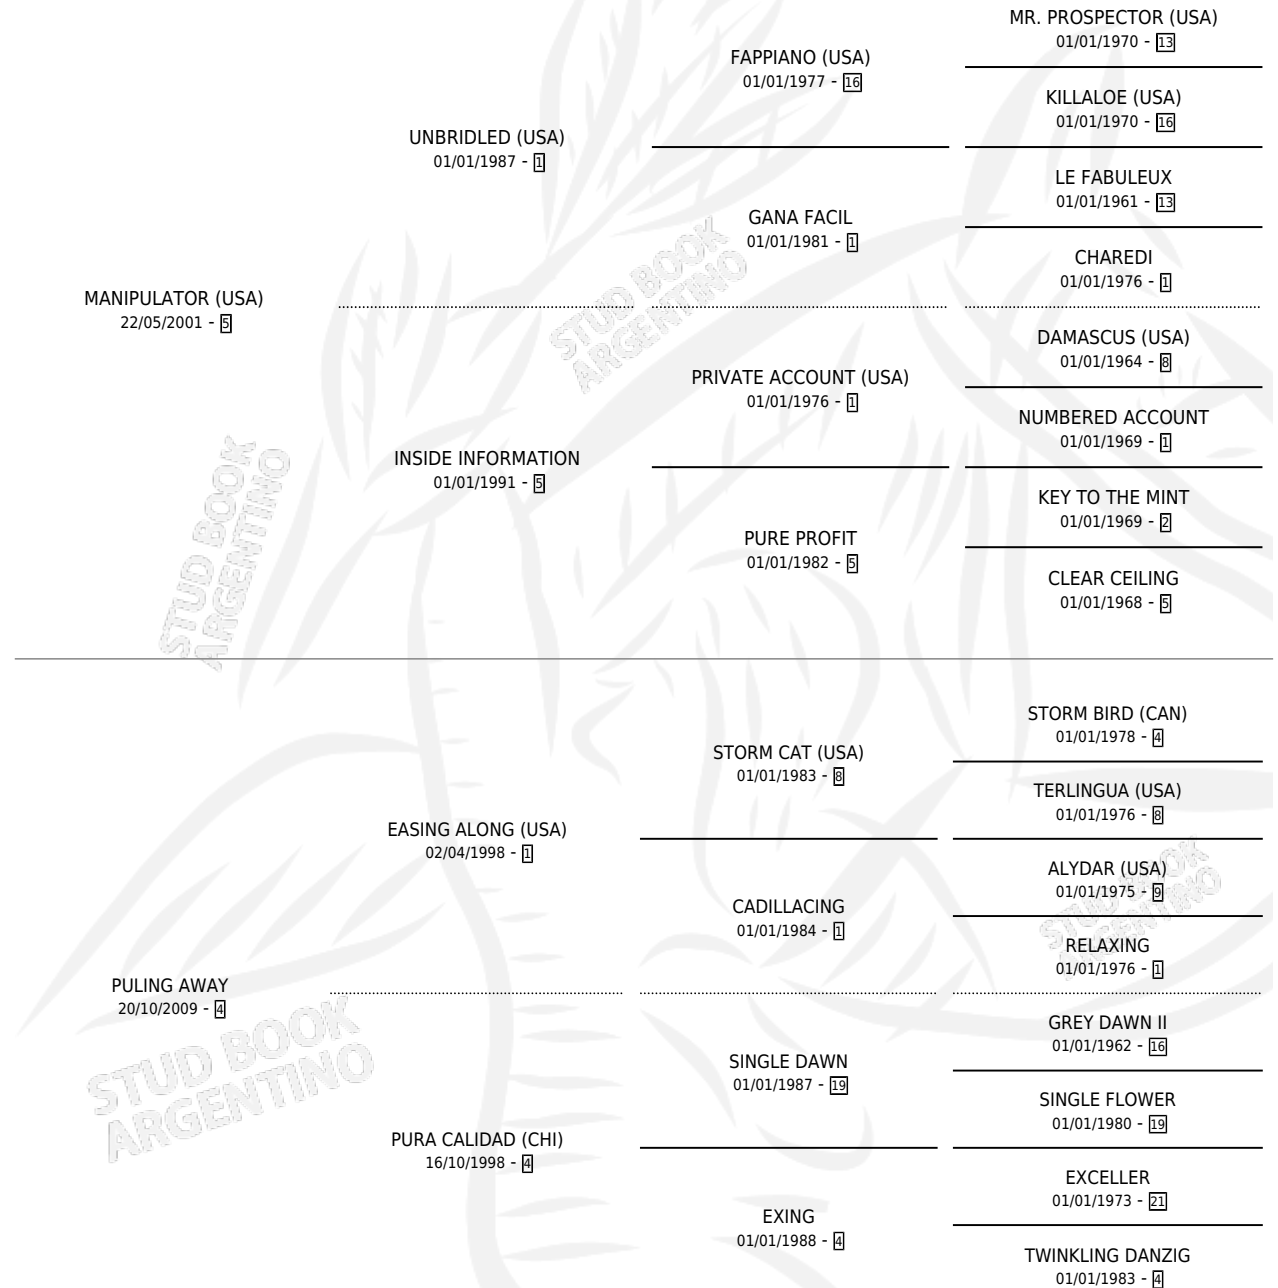 MR. PROSPECTOR (USA)
01/01/1970 - 13
FAPPIANO (USA)
01/01/1977 - 16
KILLALOE (USA)
01/01/1970 - 16
UNBRIDLED (USA)
01/01/1987 - 1
LE FABULEUX
01/01/1961 - 13
GANA FACIL
01/01/1981 - 1
CHAREDI
01/01/1976 - 1
MANIPULATOR (USA)
22/05/2001 - 5
DAMASCUS (USA)
01/01/1964 - 8
PRIVATE ACCOUNT (USA)
01/01/1976 - 1
NUMBERED ACCOUNT
01/01/1969 - 1
INSIDE INFORMATION
01/01/1991 - 5
KEY TO THE MINT
01/01/1969 - 2
PURE PROFIT
01/01/1982 - 5
CLEAR CEILING
01/01/1968 - 5
STORM BIRD (CAN)
01/01/1978 - 4
STORM CAT (USA)
01/01/1983 - 8
TERLINGUA (USA)
01/01/1976 - 8
EASING ALONG (USA)
02/04/1998 - 1
ALYDAR (USA)
01/01/1975 - 9
CADILLACING
01/01/1984 - 1
RELAXING
01/01/1976 - 1
PULING AWAY
20/10/2009 - 4
GREY DAWN II
01/01/1962 - 16
SINGLE DAWN
01/01/1987 - 19
SINGLE FLOWER
01/01/1980 - 19
PURA CALIDAD (CHI)
16/10/1998 - 4
EXCELLER
01/01/1973 - 21
EXING
01/01/1988 - 4
TWINKLING DANZIG
01/01/1983 - 4
STUD BOOK
ARGENTINO
STUD BOOK
ARGENTINO
STUD BOOK
ARGENTINO
STUD BOOK
ARGENTINO